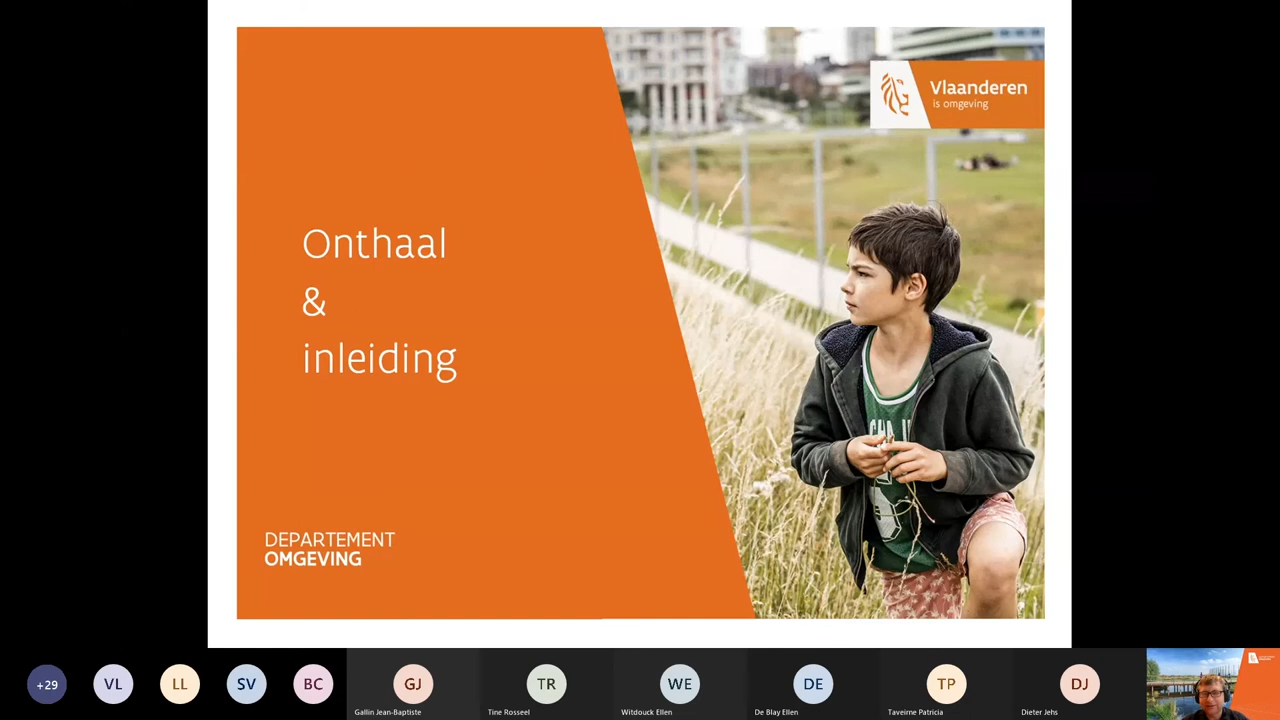 Vlaanderen
is omgeving
Onthaal
&
inleiding
DEPARTEMENT
OMGEVING
+29
VL
LL
SV
BC
GJ
TR
WE
DE
TP
DJ
Gallin Jean-Baptiste
Tine Rosseel
Witdouck Ellen
De Blay Ellen
Taveirne Patricia
Dieter Jehs